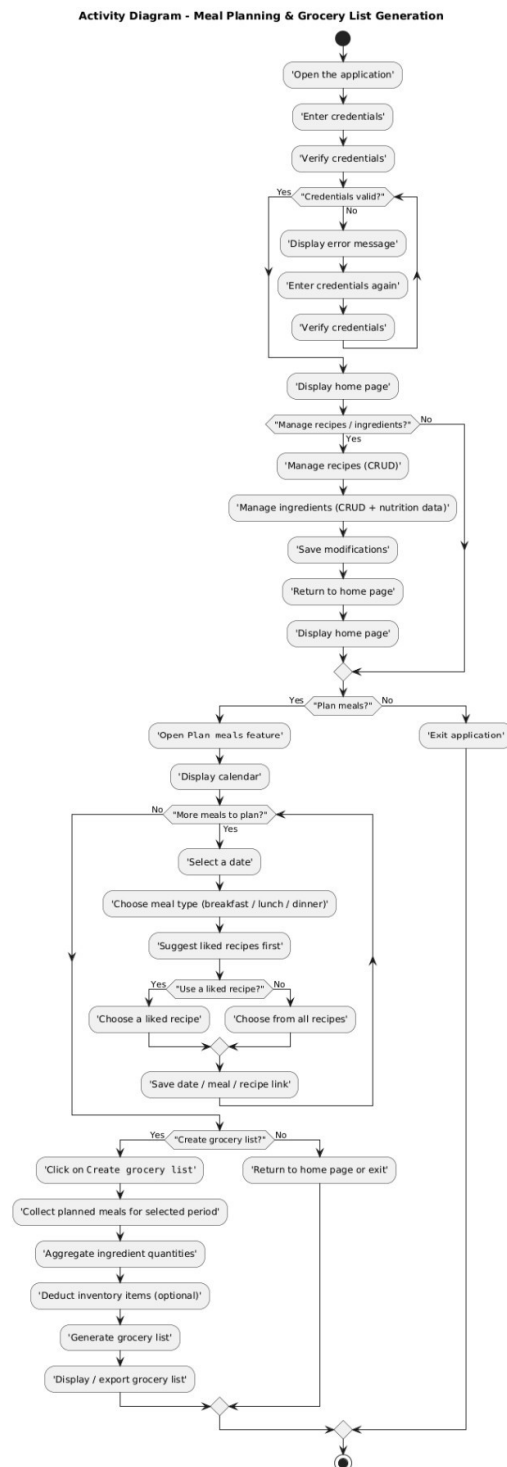 Activity Diagram - Meal Planning & Grocery List Generation
'Open the application'
'Enter credentials'
'Verify credentials'
Yes
"Credentials valid?"
No
'Display error message'
'Enter credentials again'
'Verify credentials'
'Display home page'
"Manage recipes / ingredients?"
No
Yes
'Manage recipes (CRUD)'
'Manage ingredients (CRUD + nutrition data)'
'Save modifications'
'Return to home page'
'Display home page'
Yes
"Plan meals?"
No
'Open Plan meals feature'
'Exit application'
'Display calendar'
No
"More meals to plan?"
Yes
'Select a date'
'Choose meal type (breakfast / lunch / dinner)'
'Suggest liked recipes first'
Yes
"Use a liked recipe?"
No
'Choose a liked recipe'
'Choose from all recipes'
'Save date / meal / recipe link'
Yes
"Create grocery list?"
No
'Click on Create grocery list'
'Return to home page or exit'
'Collect planned meals for selected period'
'Aggregate ingredient quantities'
'Deduct inventory items (optional)'
'Generate grocery list'
'Display / export grocery list'